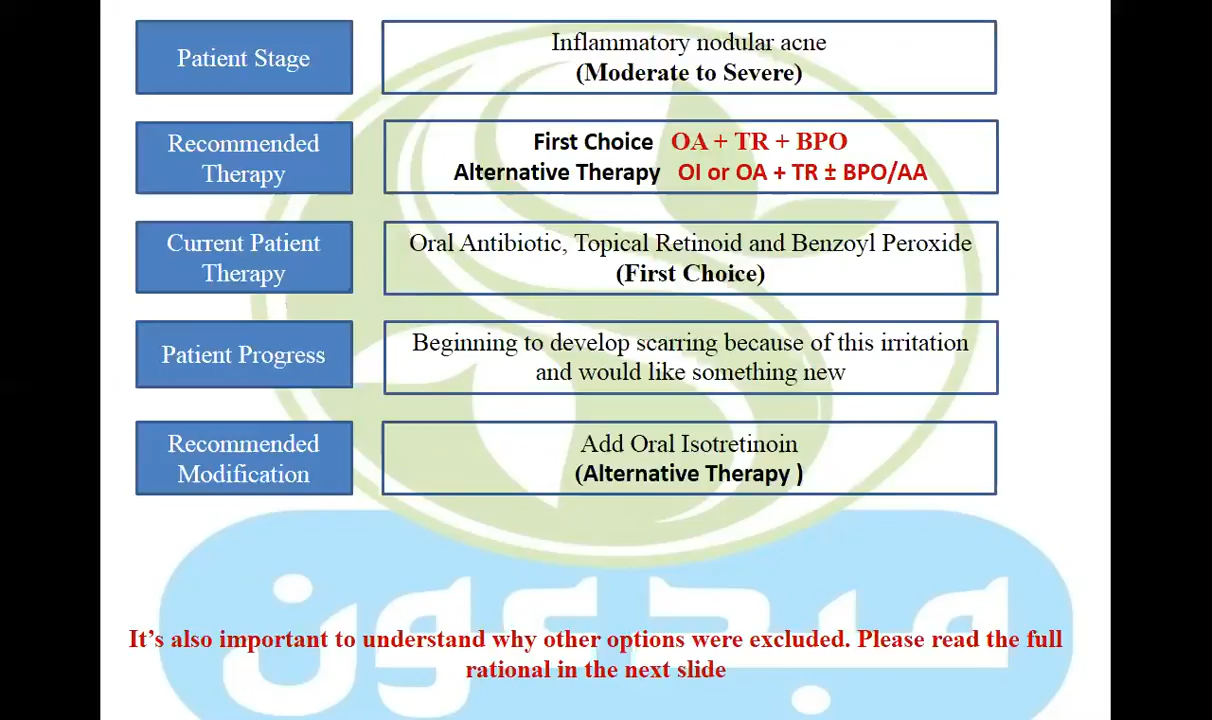 Patient Stage
Inflammatory nodular acne
(Moderate to Severe)
Recommended
Therapy
First Choice OA + TR + BPO
Alternative Therapy OI or OA + TR ± BPO/AA
Current Patient
Therapy
Oral Antibiotic, Topical Retinoid and Benzoyl Peroxide
(First Choice)
Patient Progress
Beginning to develop scarring because of this irritation
and would like something new
Recommended
Modification
Add Oral Isotretinoin
(Alternative Therapy )
It's also important to understand why other options were excluded. Please read the full
rational in the next slide
مبدعون